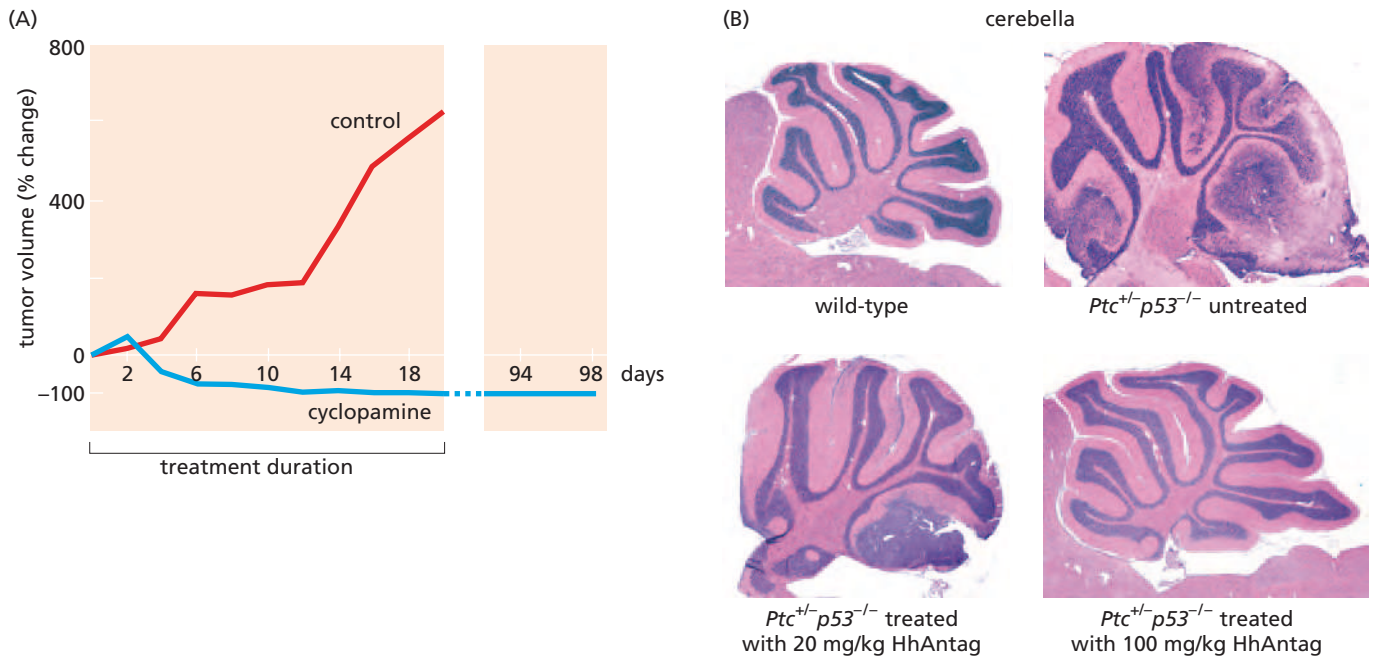 (A)
tumor volume (% change)
800
400
0
−100
control
cyclopamine
2 6 10 14 18 94 98 days
treatment duration
(B)
cerebella
wild-type
Ptc+/−p53−/− untreated
Ptc+/−p53−/− treated
with 20 mg/kg HhAntag
Ptc+/−p53−/− treated
with 100 mg/kg HhAntag